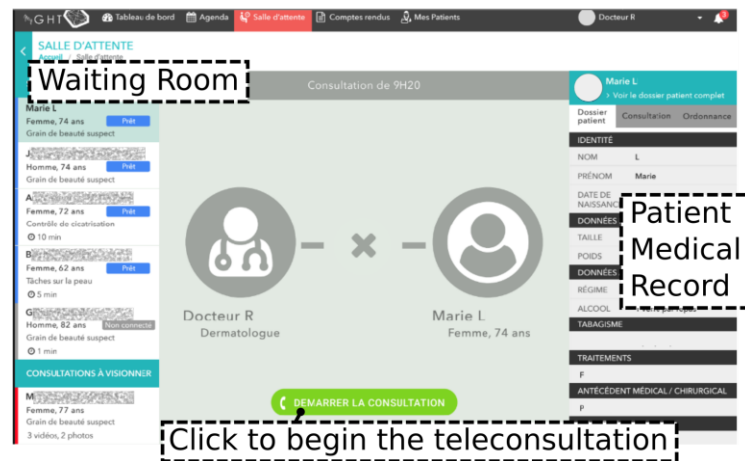 GHT
Tableau de bord
Agenda
Salle d'attente
Comptes rendus
Mes Patients
Docteur R
SALLE D'ATTENTE
Accueil / Salle d'attente
Waiting Room
Marie L
Femme, 74 ans
Prêt
Grain de beauté suspect
J
Homme, 74 ans
Prêt
Grain de beauté suspect
A
Femme, 72 ans
Prêt
Contrôle de cicatrisation
10 min
B
Femme, 62 ans
Prêt
Tâches sur la peau
5 min
G
Homme, 82 ans
Non connecté
Grain de beauté suspect
1 min
CONSULTATIONS À VISIONNER
M
Femme, 77 ans
Grain de beauté suspect
3 vidéos, 2 photos
Consultation de 9H20
Docteur R
Dermatologue
Marie L
Femme, 74 ans
DEMARRER LA CONSULTATION
Click to begin the teleconsultation
Marie L
> Voir le dossier patient complet
Dossier patient
Consultation
Ordonnance
IDENTITÉ
NOM L
PRÉNOM Marie
DATE DE
Patient
Medical
Record
DONNÉES
TAILLE
POIDS
DONNÉES
RÉGIME
ALCOOL
TABAGISME
TRAITEMENTS
F
ANTÉCÉDENT MÉDICAL / CHIRURGICAL
P